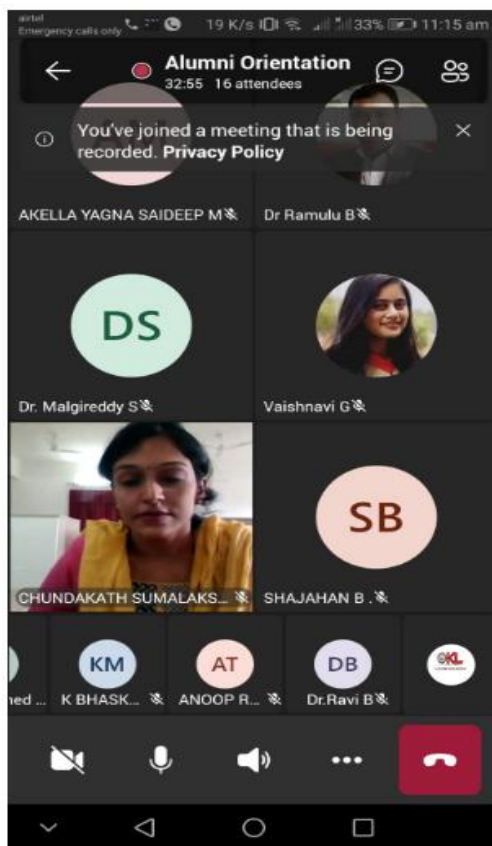 airtel
Emergency calls only
19 K/s
33%
11:15 am
Alumni Orientation
32:55 16 attendees
You've joined a meeting that is being
recorded. Privacy Policy
AKELLA YAGNA SAIDEEP M
Dr Ramulu B
DS
Dr. Malgireddy S
Vaishnavi G
CHUNDAKATH SUMALAKS...
SB
SHAJAHAN B .
KM
AT
DB
ed ...
K BHASK...
ANOOP R...
Dr.Ravi B
KL